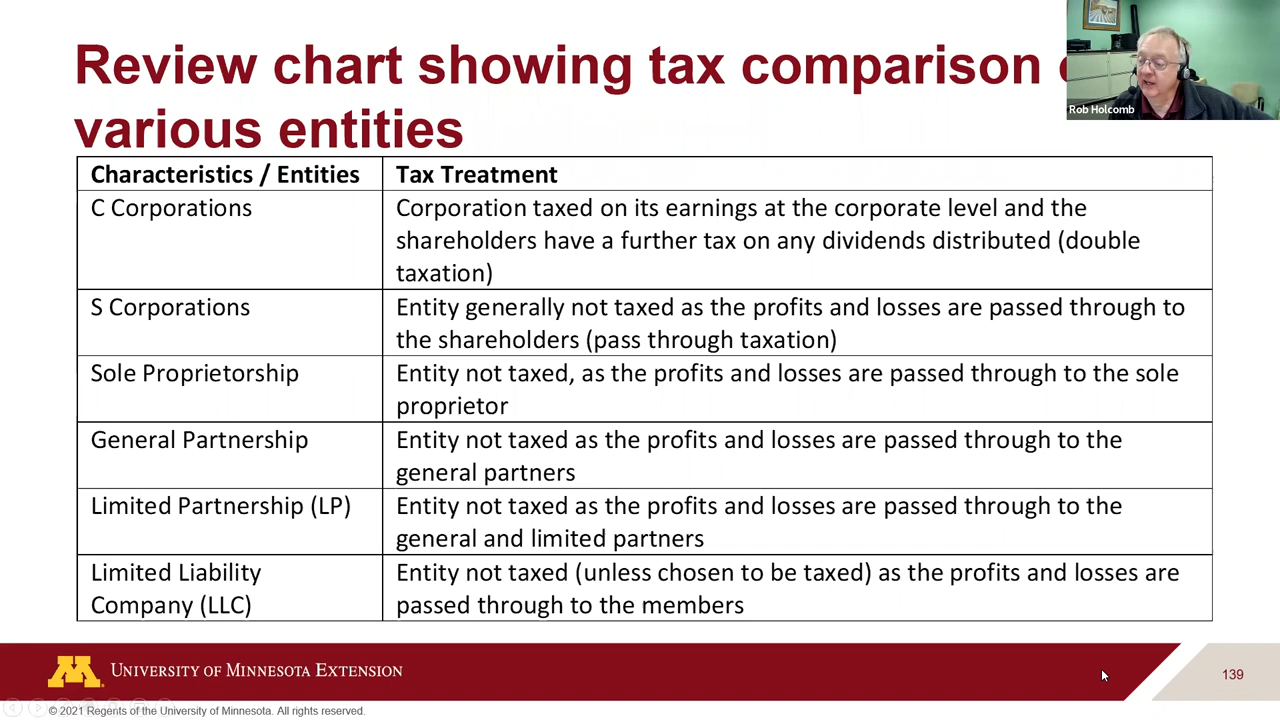 Review chart showing tax comparison
various entities
Rob Holcomb
Characteristics / Entities
Tax Treatment
C Corporations
Corporation taxed on its earnings at the corporate level and the
shareholders have a further tax on any dividends distributed (double
taxation)
S Corporations
Entity generally not taxed as the profits and losses are passed through to
the shareholders (pass through taxation)
Sole Proprietorship
Entity not taxed, as the profits and losses are passed through to the sole
proprietor
General Partnership
Entity not taxed as the profits and losses are passed through to the
general partners
Limited Partnership (LP)
Entity not taxed as the profits and losses are passed through to the
general and limited partners
Limited Liability
Company (LLC)
Entity not taxed (unless chosen to be taxed) as the profits and losses are
passed through to the members
M
UNIVERSITY OF MINNESOTA EXTENSION
139
© 2021 Regents of the University of Minnesota. All rights reserved.